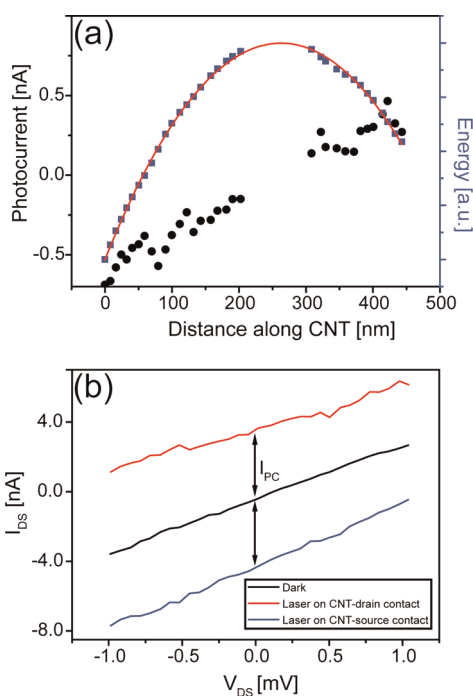 (a)
Photocurrent [nA]
0.5
0.0
-0.5
0
100
200
300
400
500
Distance along CNT [nm]
Energy [a.u.]
(b)
I_DS [nA]
4.0
0.0
-4.0
-8.0
I_PC
Dark
Laser on CNT-drain contact
Laser on CNT-source contact
-1.0
-0.5
0.0
0.5
1.0
V_DS [mV]